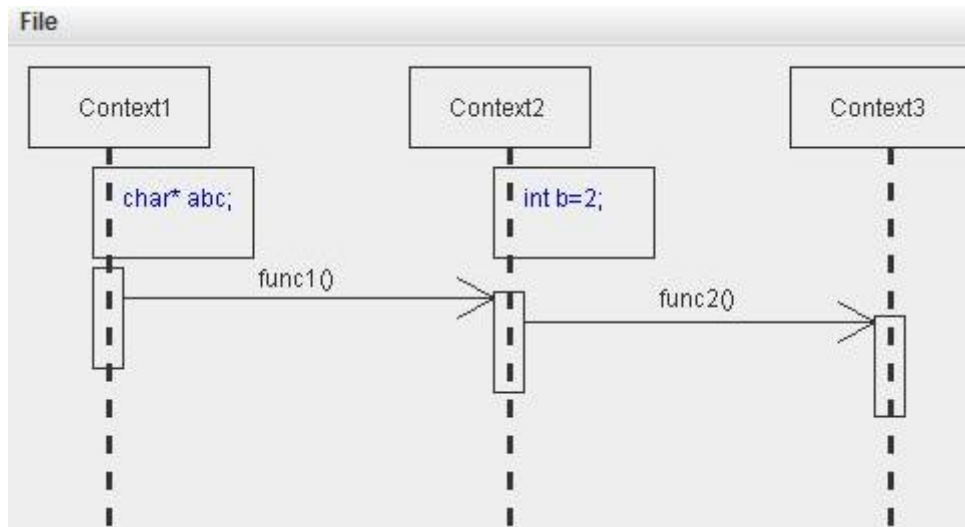 File
Context1
Context2
Context3
char* abc;
int b=2;
func1()
func2()